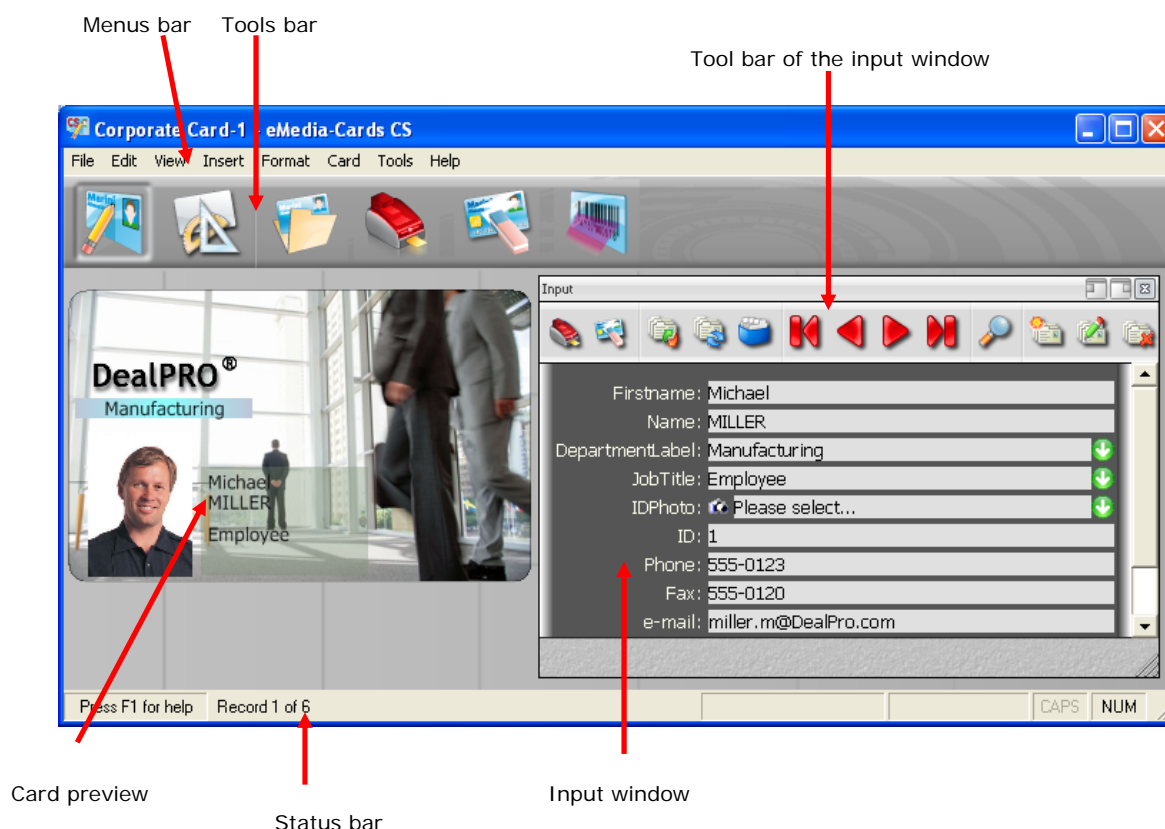 Menus bar Tools bar
Tool bar of the input window
Corporate Card-1 - eMedia-Cards CS
File Edit View Insert Format Card Tools Help
Input
DealPRO®
Manufacturing
Michael
MILLER
Employee
Firstname: Michael
Name: MILLER
DepartmentLabel: Manufacturing
JobTitle: Employee
IDPhoto: Please select...
ID: 1
Phone: 555-0123
Fax: 555-0120
e-mail: miller.m@DealPro.com
Press F1 for help Record 1 of 6 CAPS NUM
Card preview
Input window
Status bar